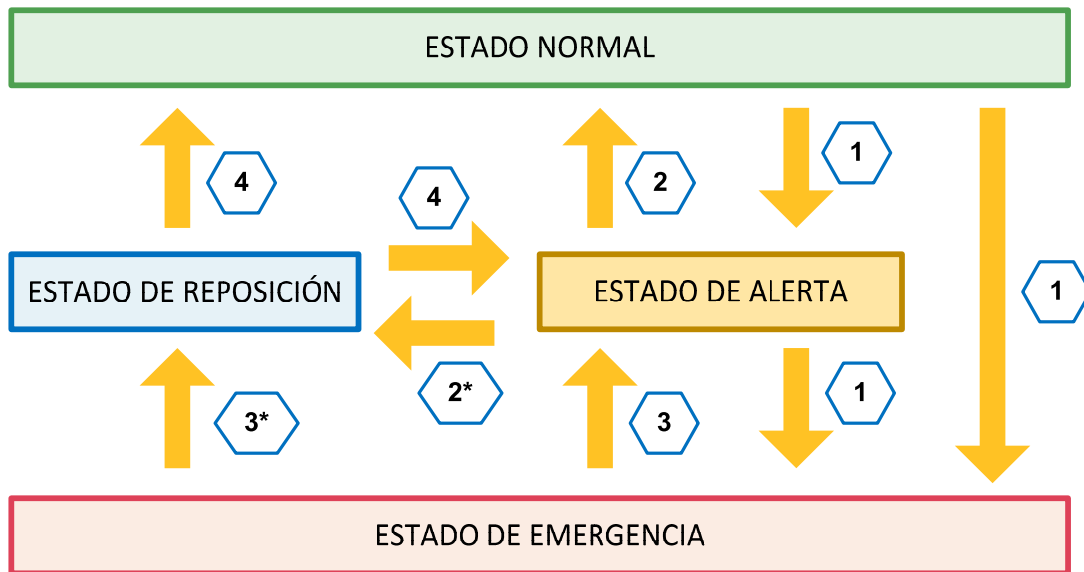 ESTADO NORMAL
1
4
2
4
ESTADO DE REPOSICIÓN
ESTADO DE ALERTA
1
2*
1
3*
3
ESTADO DE EMERGENCIA